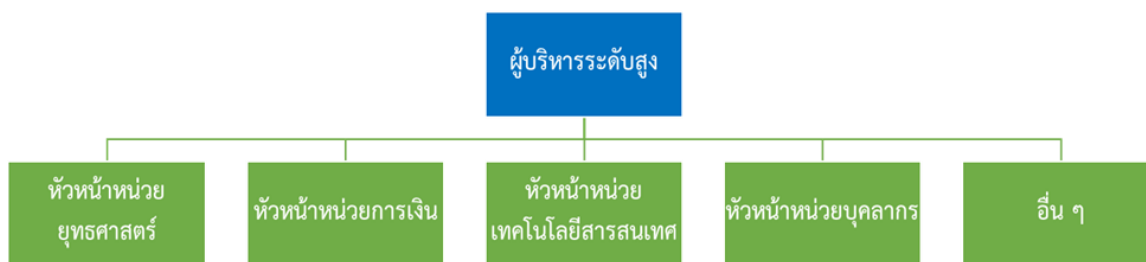 ผู้บริหารระดับสูง
หัวหน้าหน่วย
ยุทธศาสตร์
หัวหน้าหน่วยการเงิน
หัวหน้าหน่วย
เทคโนโลยีสารสนเทศ
หัวหน้าหน่วยบุคลากร
อื่น ๆ